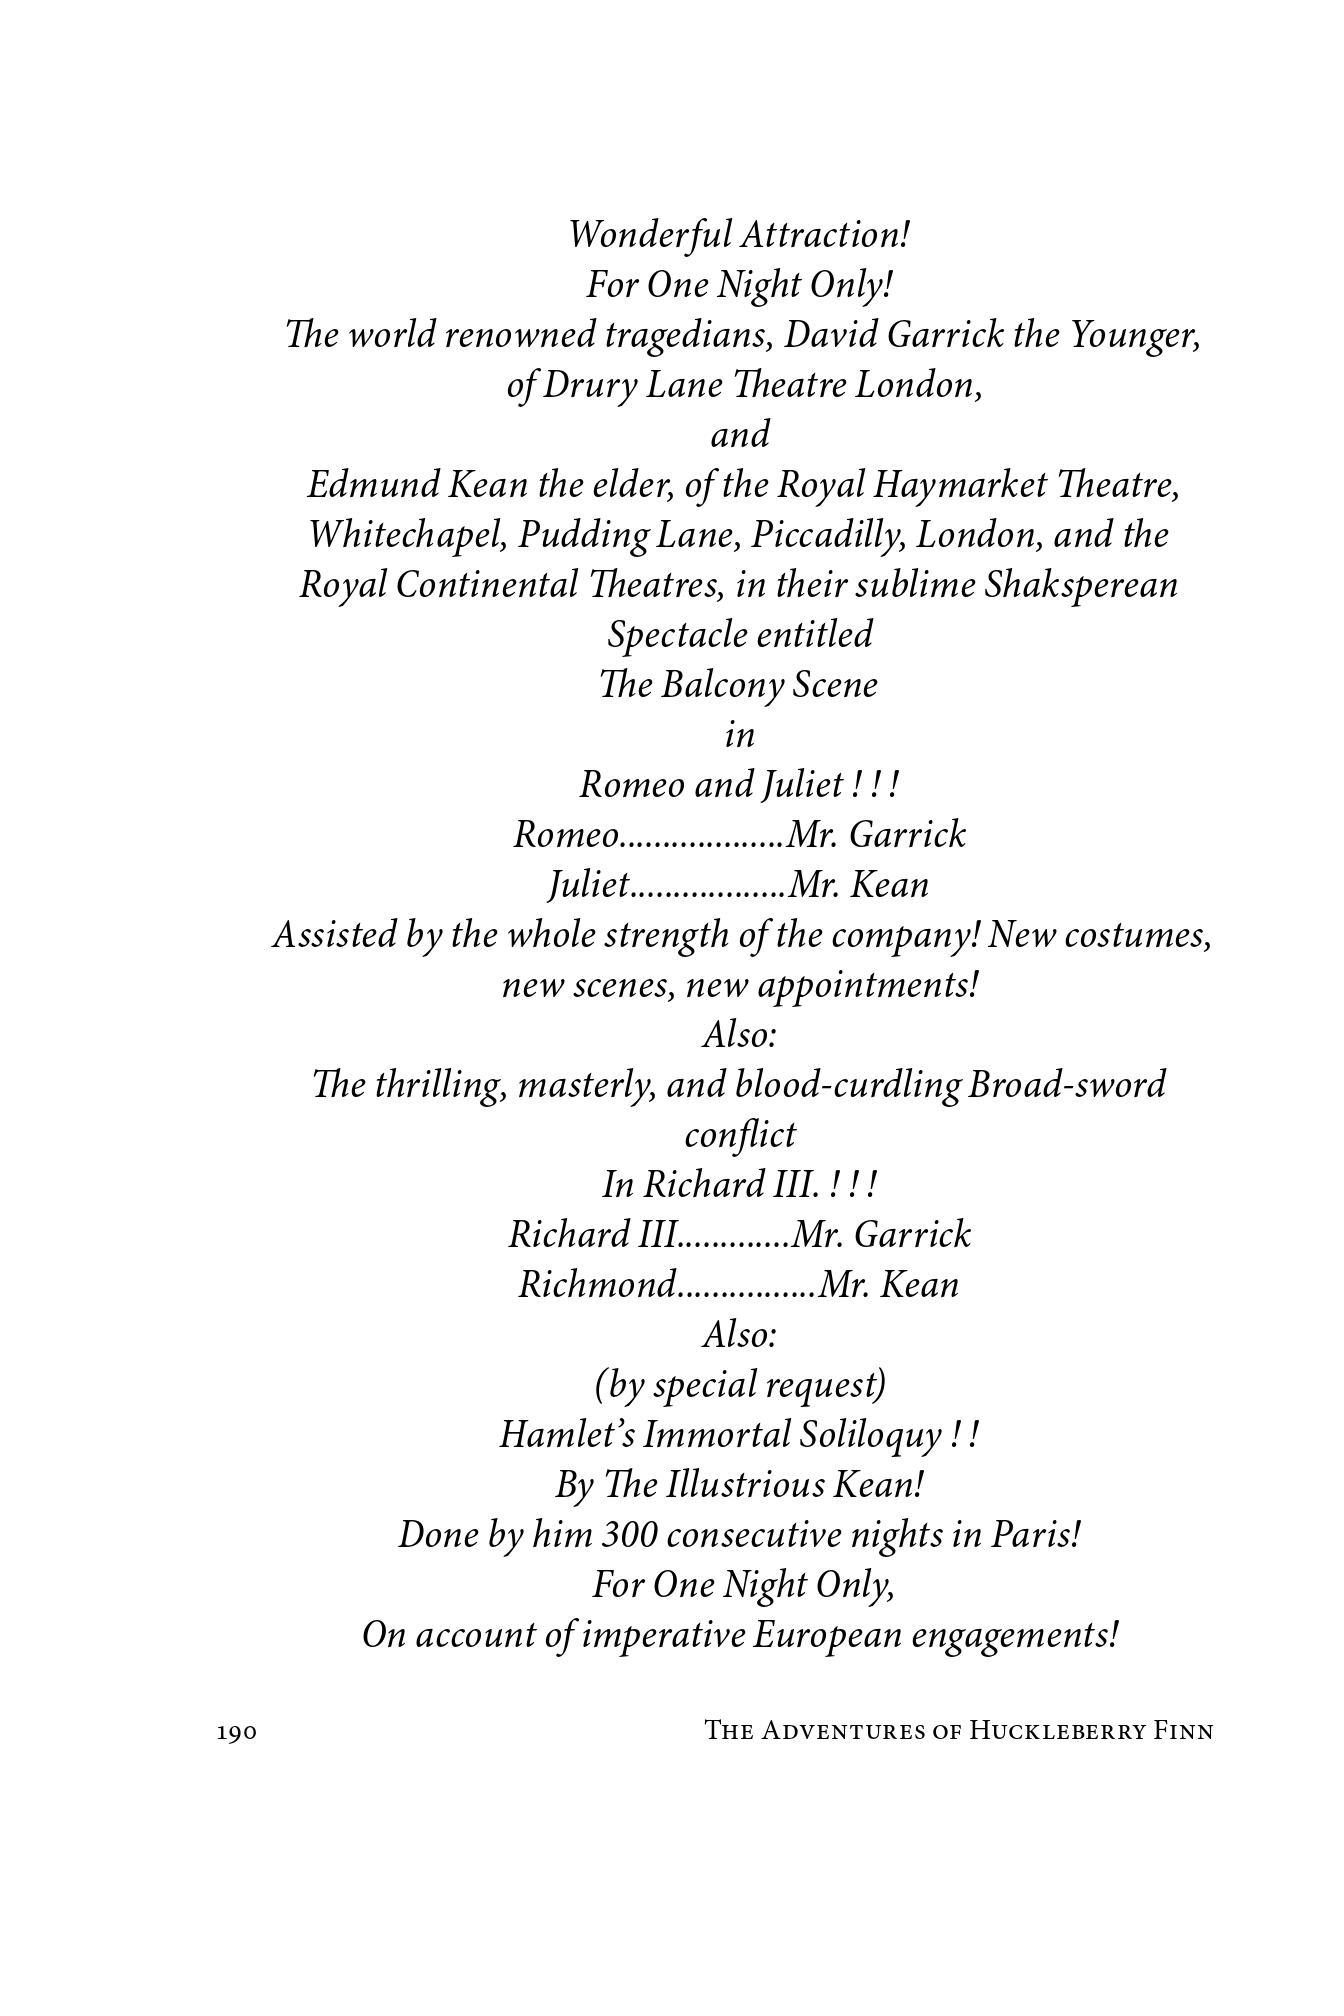 Wonderful Attraction!
For One Night Only!
The world renowned tragedians, David Garrick the Younger,
of Drury Lane Theatre London,
and
Edmund Kean the elder, of the Royal Haymarket Theatre,
Whitechapel, Pudding Lane, Piccadilly, London, and the
Royal Continental Theatres, in their sublime Shaksperean
Spectacle entitled
The Balcony Scene
in
Romeo and Juliet ! ! !
Romeo...................Mr. Garrick
Juliet..................Mr. Kean
Assisted by the whole strength of the company! New costumes,
new scenes, new appointments!
Also:
The thrilling, masterly, and blood-curdling Broad-sword
conflict
In Richard III. ! ! !
Richard III.............Mr. Garrick
Richmond................Mr. Kean
Also:
(by special request)
Hamlet’s Immortal Soliloquy ! !
By The Illustrious Kean!
Done by him 300 consecutive nights in Paris!
For One Night Only,
On account of imperative European engagements!
190 The Adventures of Huckleberry Finn